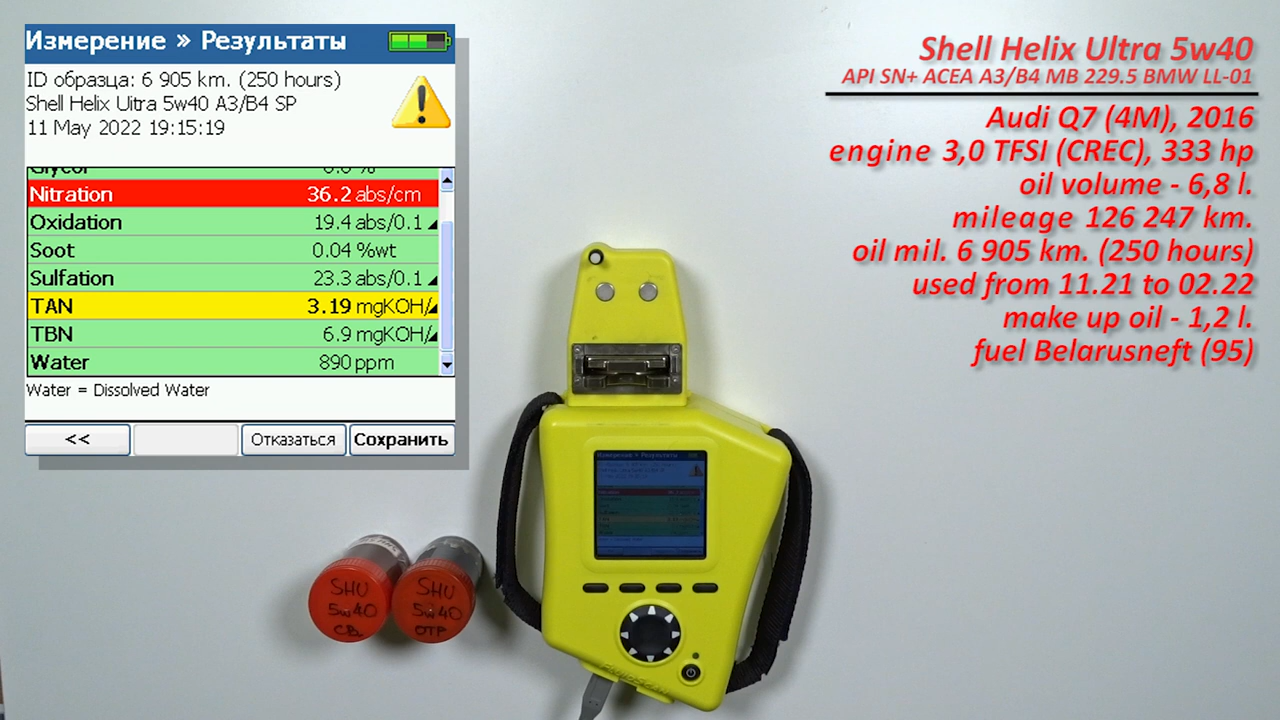 Измерение » Результаты
ID образца: 6 905 km. (250 hours)
Shell Helix Ultra 5w40 A3/B4 SP
11 May 2022 19:15:19
Nitration 36.2 abs/cm
Oxidation 19.4 abs/0.1
Soot 0.04 %wt
Sulfation 23.3 abs/0.1
TAN 3.19 mgKOH/
TBN 6.9 mgKOH/
Water 890 ppm
Water = Dissolved Water
<< Отказаться Сохранить
Shell Helix Ultra 5w40
API SN+ ACEA A3/B4 MB 229.5 BMW LL-01
Audi Q7 (4M), 2016
engine 3,0 TFSI (CREC), 333 hp
oil volume - 6,8 l.
mileage 126 247 km.
oil mil. 6 905 km. (250 hours)
used from 11.21 to 02.22
make up oil - 1,2 l.
fuel Belarusneft (95)
Измерение » Результаты
SHU
5w40
СВ.
SHU
5w40
ОТР